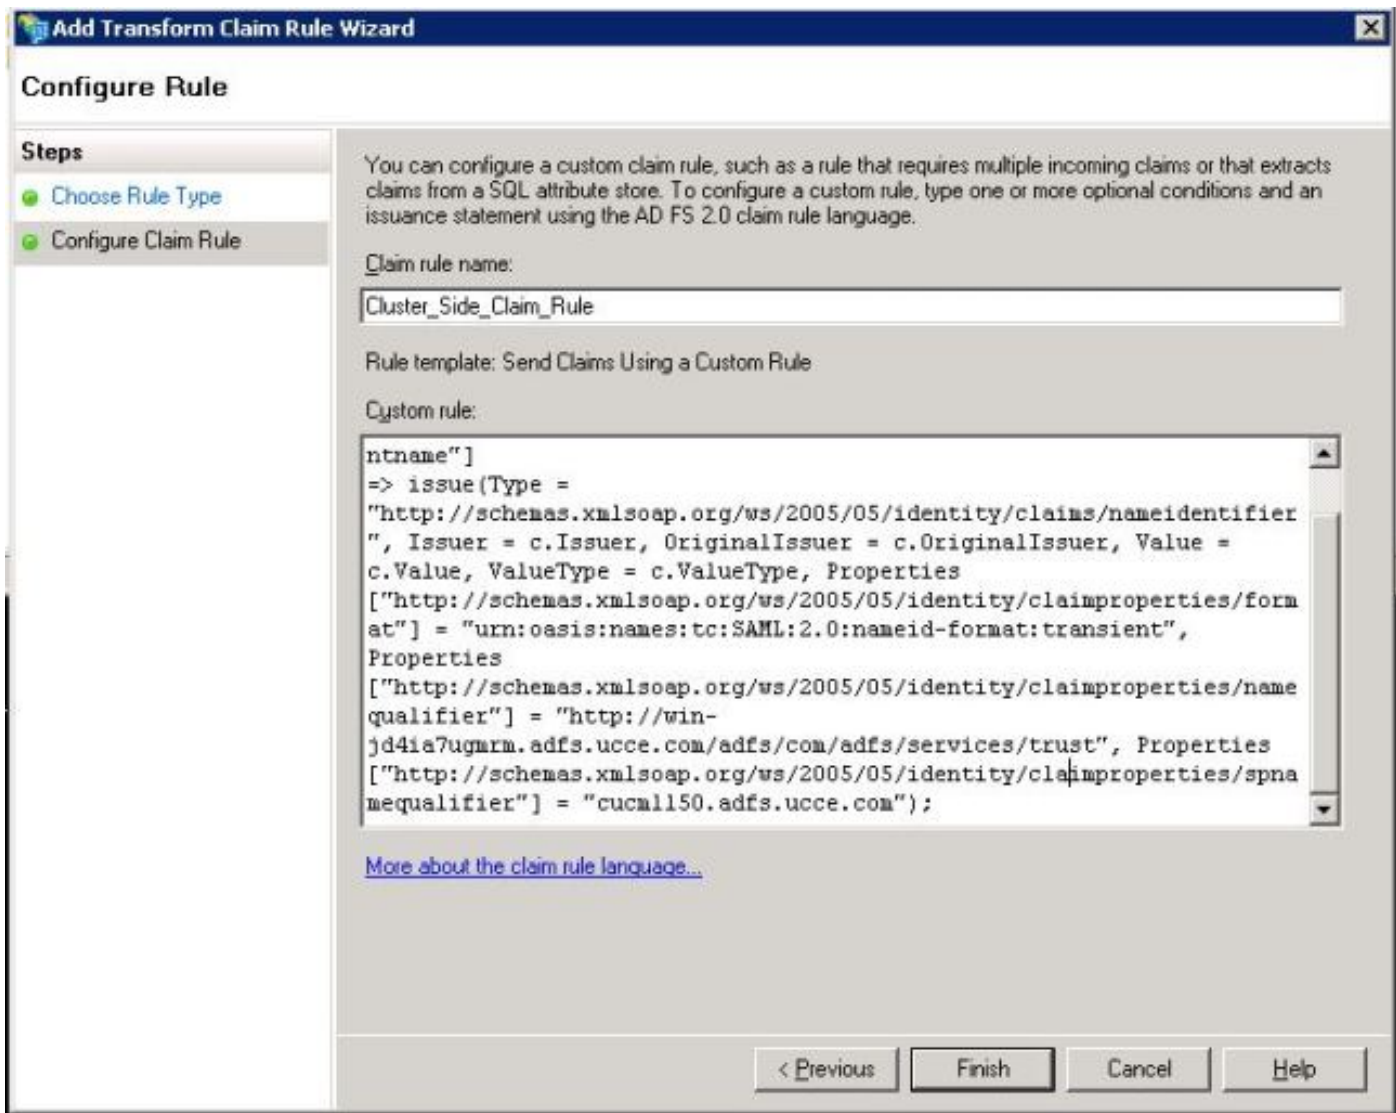 Add Transform Claim Rule Wizard
Configure Rule
Steps
Choose Rule Type
Configure Claim Rule
You can configure a custom claim rule, such as a rule that requires multiple incoming claims or that extracts
claims from a SQL attribute store. To configure a custom rule, type one or more optional conditions and an
issuance statement using the AD FS 2.0 claim rule language.
Claim rule name:
Cluster_Side_Claim_Rule
Rule template: Send Claims Using a Custom Rule
Custom rule:
ntname"]
=> issue(Type =
"http://schemas.xmlsoap.org/ws/2005/05/identity/claims/nameidentifier
", Issuer = c.Issuer, OriginalIssuer = c.OriginalIssuer, Value =
c.Value, ValueType = c.ValueType, Properties
["http://schemas.xmlsoap.org/ws/2005/05/identity/claimproperties/form
at"] = "urn:oasis:names:tc:SAML:2.0:nameid-format:transient",
Properties
["http://schemas.xmlsoap.org/ws/2005/05/identity/claimproperties/name
qualifier"] = "http://win-
jd4ia7ugmrm.adfs.ucce.com/adfs/com/adfs/services/trust", Properties
["http://schemas.xmlsoap.org/ws/2005/05/identity/claimproperties/spna
mequalifier"] = "cucm1150.adfs.ucce.com");
More about the claim rule language...
< Previous
Finish
Cancel
Help